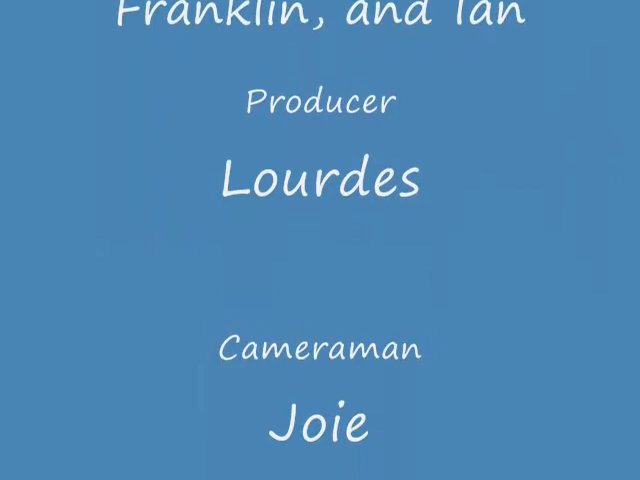 Franklin, and Ian
Producer
Lourdes
Cameraman
Joie